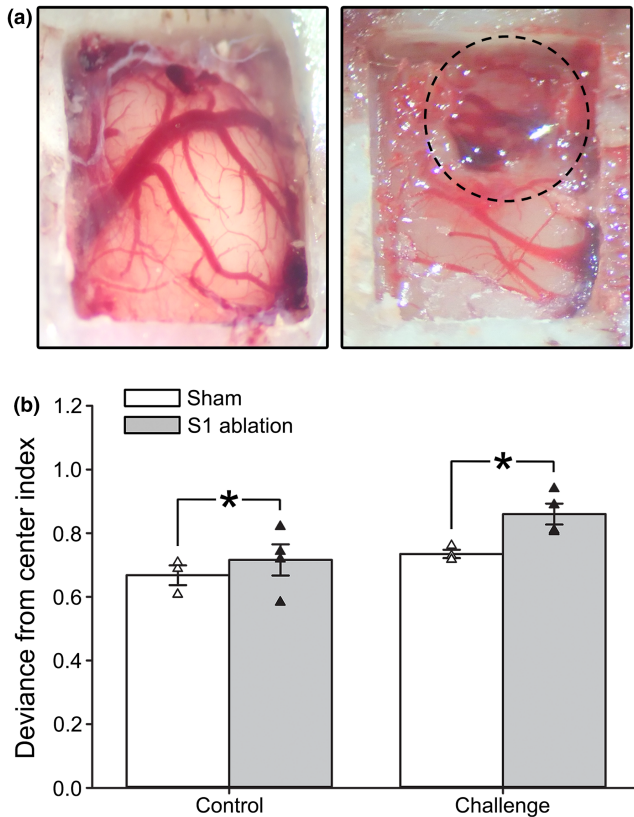 (a)
(b)
Sham
S1 ablation
Deviance from center index
1.2
1.0
0.8
0.6
0.4
0.2
0.0
*
*
Control
Challenge